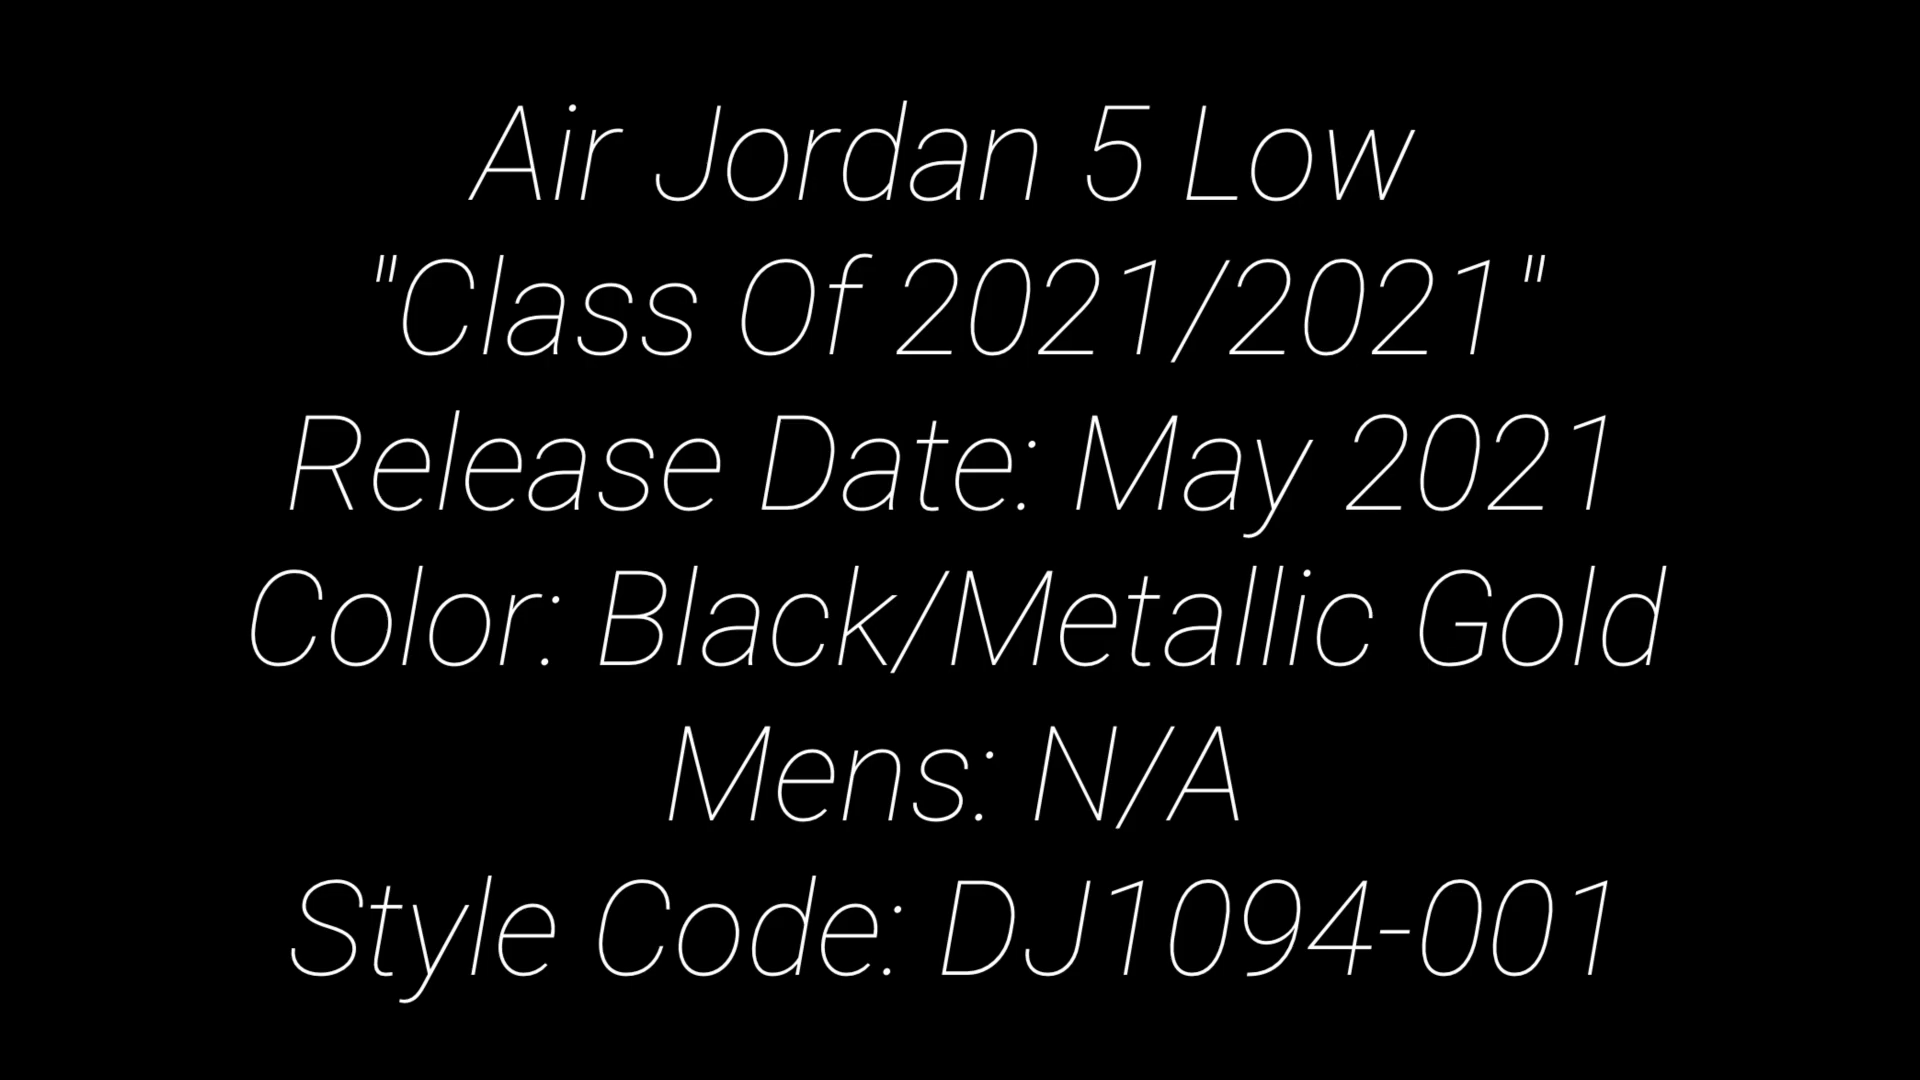 Air Jordan 5 Low
"Class Of 2021/2021"
Release Date: May 2021
Color: Black/Metallic Gold
Mens: N/A
Style Code: DJ1094-001